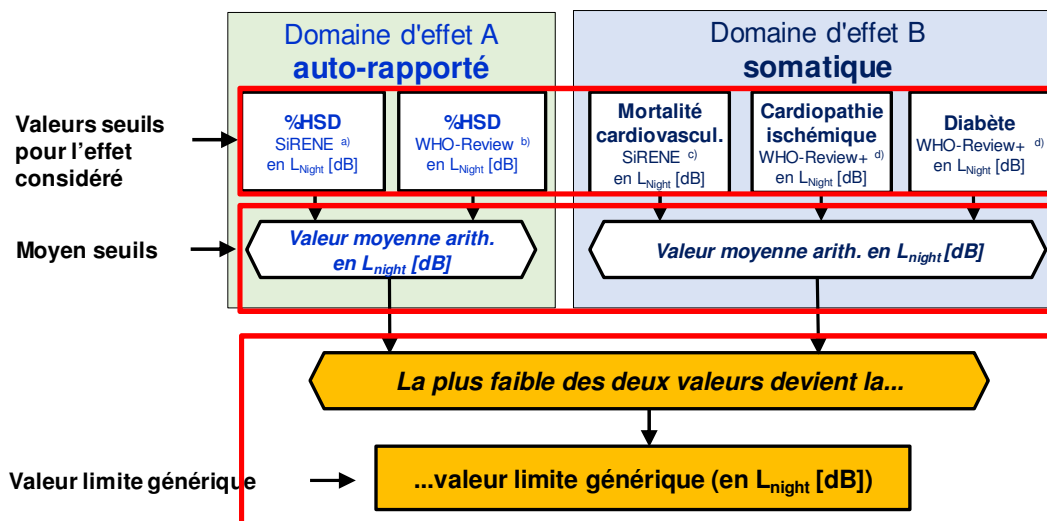 Domaine d'effet A
auto-rapporté
Domaine d'effet B
somatique
Valeurs seuils
pour l'effet
considéré
%HSD
SiRENE a)
en LNight [dB]
%HSD
WHO-Review b)
en LNight [dB]
Mortalité
cardiovascul.
SiRENE c)
en LNight [dB]
Cardiopathie
ischémique
WHO-Review+ d)
en LNight [dB]
Diabète
WHO-Review+ d)
en LNight [dB]
Moyen seuils
Valeur moyenne arith.
en Lnight [dB]
Valeur moyenne arith. en Lnight [dB]
La plus faible des deux valeurs devient la...
Valeur limite générique
...valeur limite générique (en Lnight [dB])